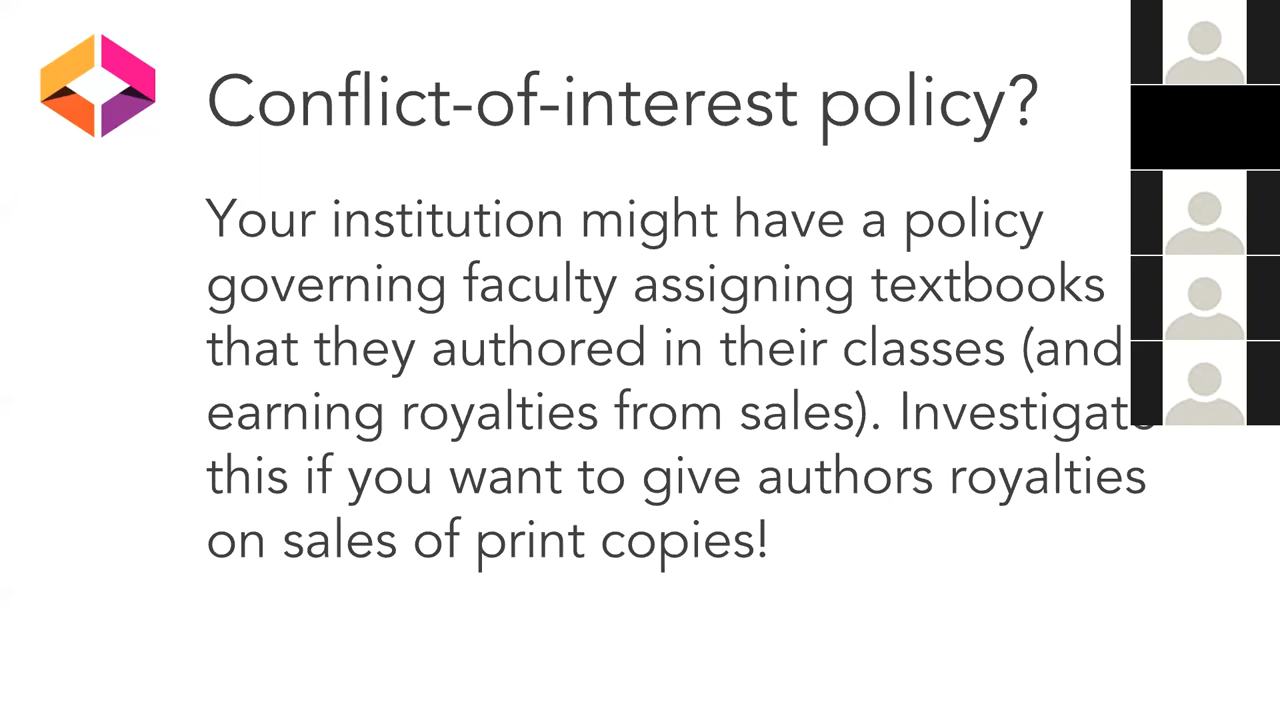 Conflict-of-interest policy?
Your institution might have a policy
governing faculty assigning textbooks
that they authored in their classes (and
earning royalties from sales). Investigate
this if you want to give authors royalties
on sales of print copies!